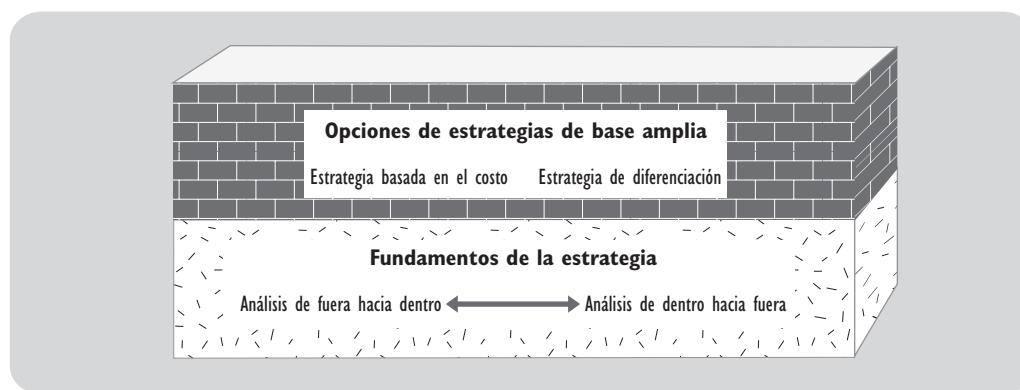 Opciones de estrategias de base amplia
Estrategia basada en el costo Estrategia de diferenciación
Fundamentos de la estrategia
Análisis de fuera hacia dentro Análisis de dentro hacia fuera